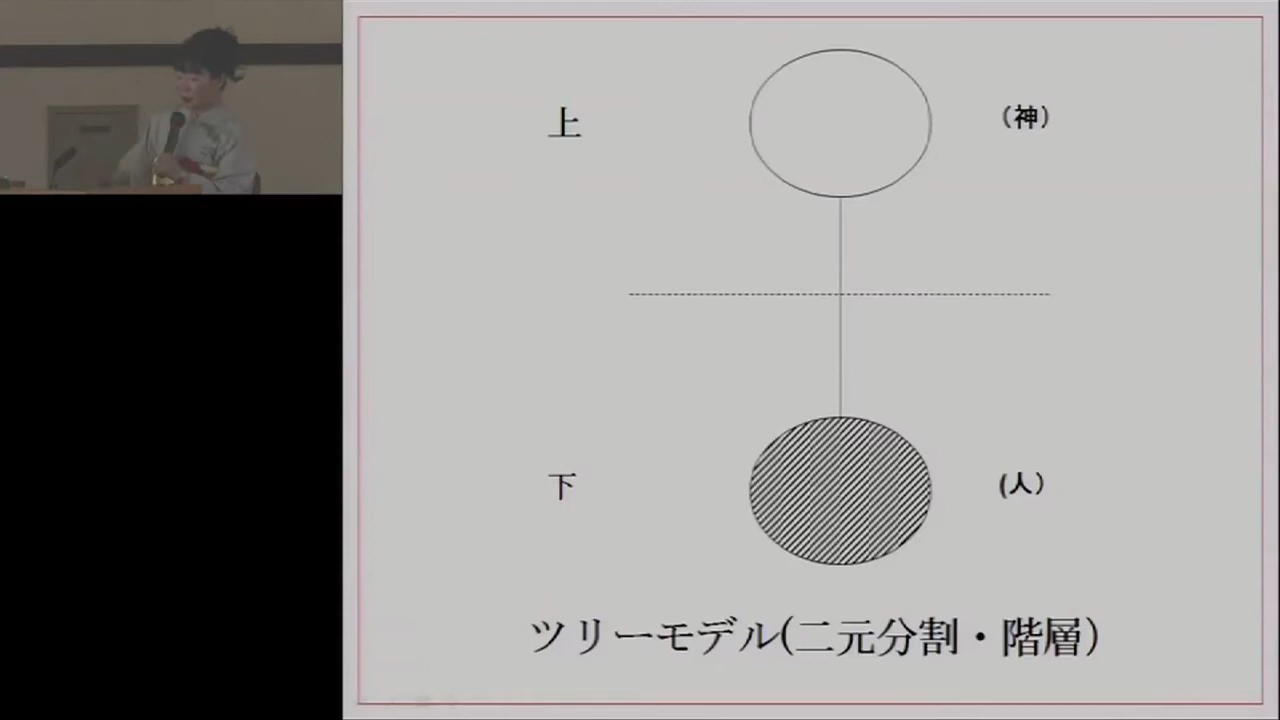 上 （神）
下 (人）
ツリーモデル(二元分割・階層）